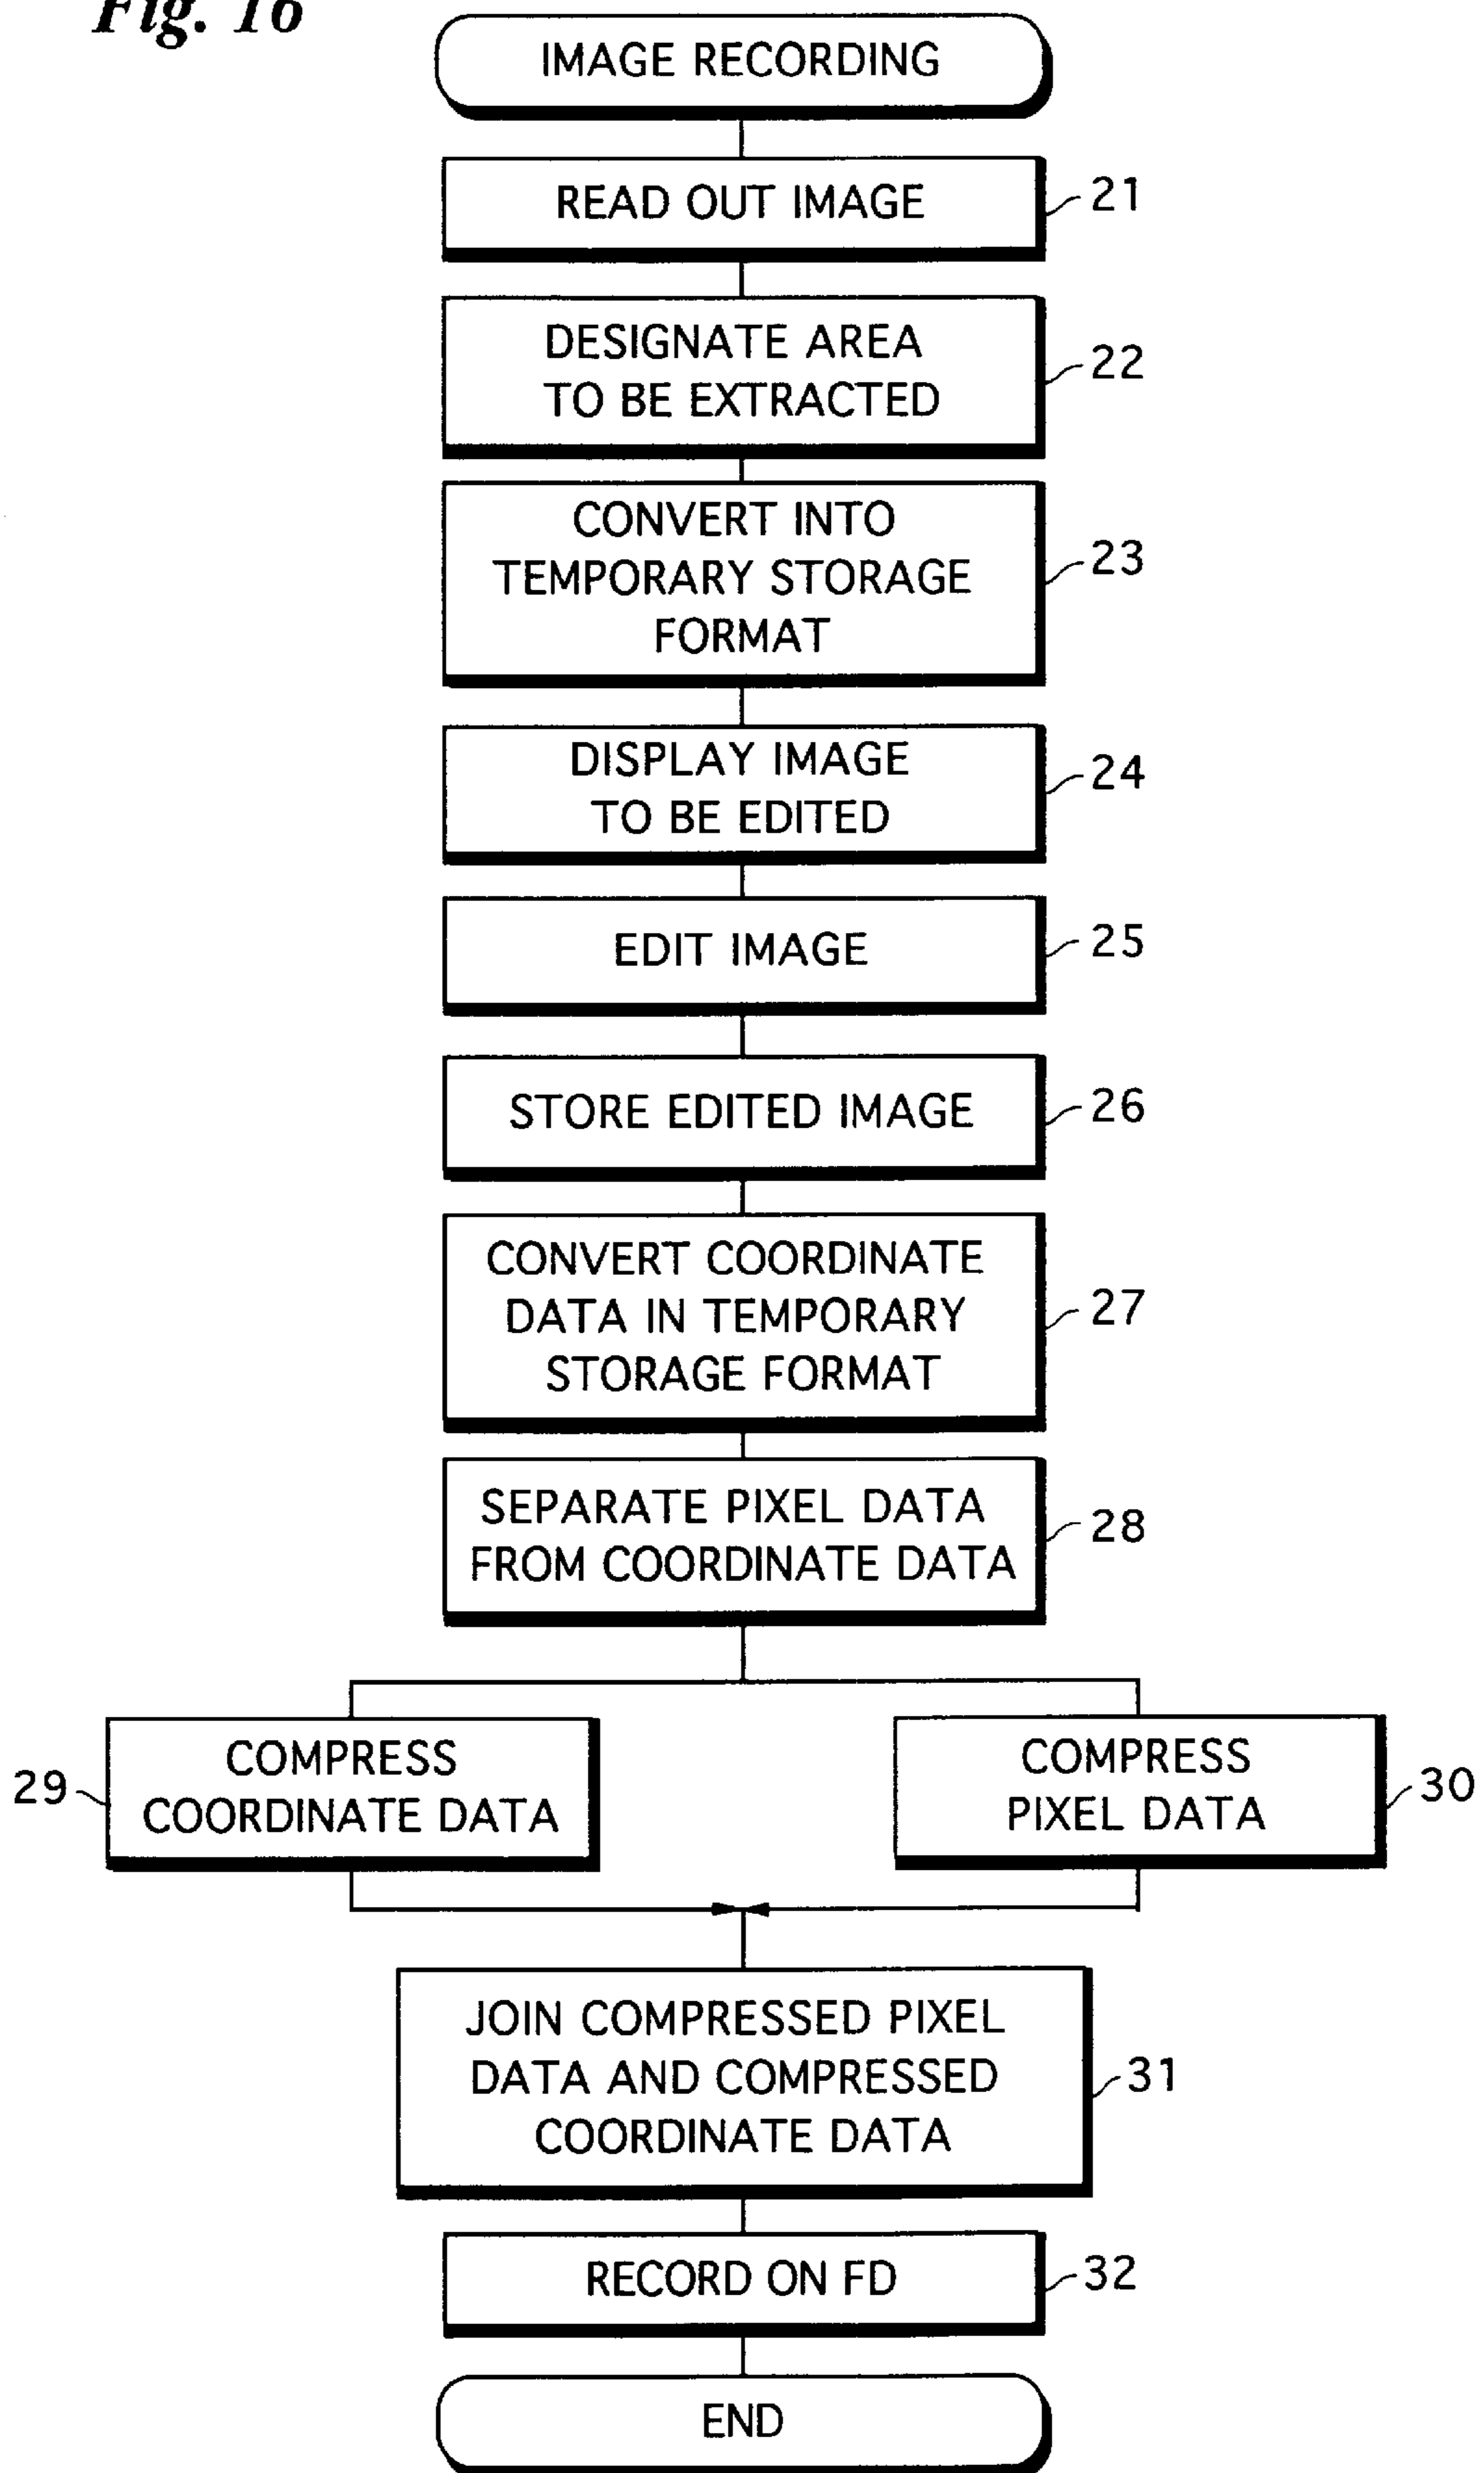 Fig. 16
IMAGE RECORDING
READ OUT IMAGE
21
DESIGNATE AREA
TO BE EXTRACTED
22
CONVERT INTO
TEMPORARY STORAGE
FORMAT
23
DISPLAY IMAGE
TO BE EDITED
24
EDIT IMAGE
25
STORE EDITED IMAGE
26
CONVERT COORDINATE
DATA IN TEMPORARY
STORAGE FORMAT
27
SEPARATE PIXEL DATA
FROM COORDINATE DATA
28
29
COMPRESS
COORDINATE DATA
COMPRESS
PIXEL DATA
30
JOIN COMPRESSED PIXEL
DATA AND COMPRESSED
COORDINATE DATA
31
RECORD ON FD
32
END